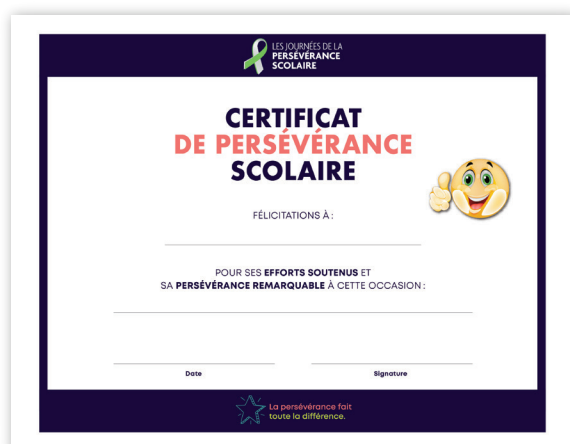 LES JOURNÉES DE LA
PERSÉVÉRANCE
SCOLAIRE
CERTIFICAT
DE PERSÉVÉRANCE
SCOLAIRE
FÉLICITATIONS À :
POUR SES EFFORTS SOUTENUS ET
SA PERSÉVÉRANCE REMARQUABLE À CETTE OCCASION :
Date Signature
La persévérance fait
toute la différence.